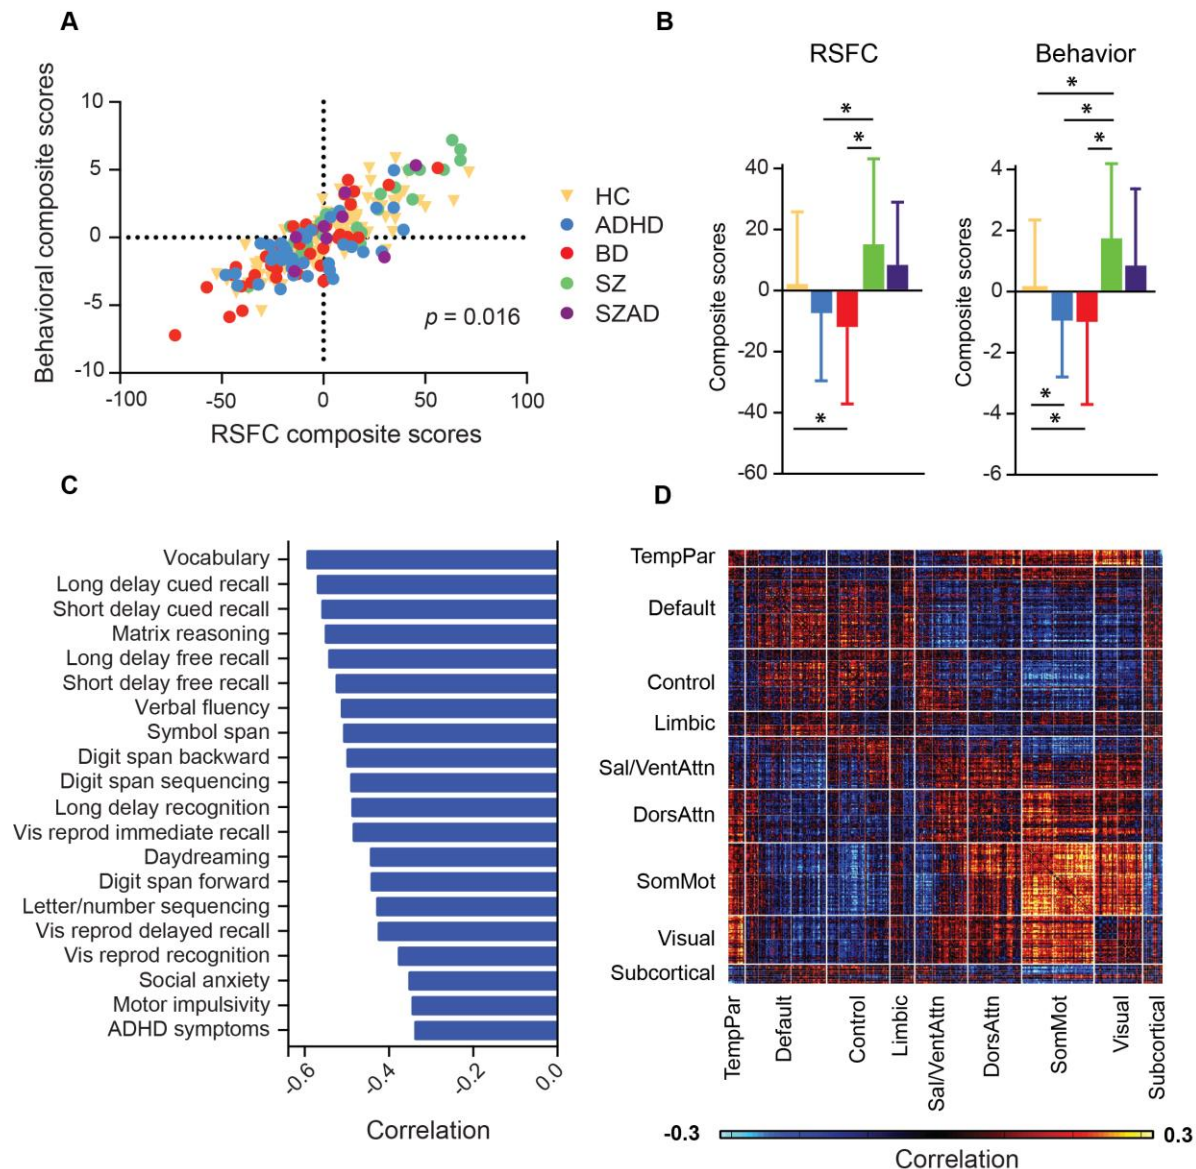 A
Behavioral composite scores
10
5
0
-5
-10
-100
-50
0
50
100
RSFC composite scores
p = 0.016
HC
ADHD
BD
SZ
SZAD
B
RSFC
Composite scores
40
20
0
-20
-40
-60
*
*
*
Behavior
Composite scores
4
2
0
-2
-4
-6
*
*
*
*
*
C
Vocabulary
Long delay cued recall
Short delay cued recall
Matrix reasoning
Long delay free recall
Short delay free recall
Verbal fluency
Symbol span
Digit span backward
Digit span sequencing
Long delay recognition
Vis reprod immediate recall
Daydreaming
Digit span forward
Letter/number sequencing
Vis reprod delayed recall
Vis reprod recognition
Social anxiety
Motor impulsivity
ADHD symptoms
-0.6
-0.4
-0.2
0.0
Correlation
D
TempPar
Default
Control
Limbic
Sal/VentAttn
DorsAttn
SomMot
Visual
Subcortical
TempPar
Default
Control
Limbic
Sal/VentAttn
DorsAttn
SomMot
Visual
Subcortical
-0.3
0.3
Correlation